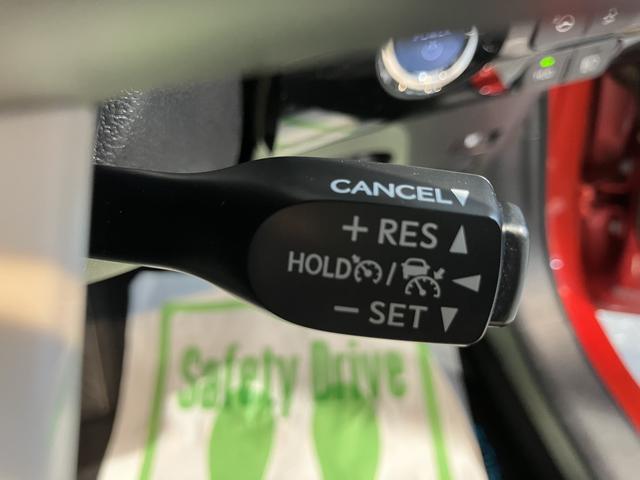 CANCEL
+ RES
HOLD /
− SET
Safety Drive